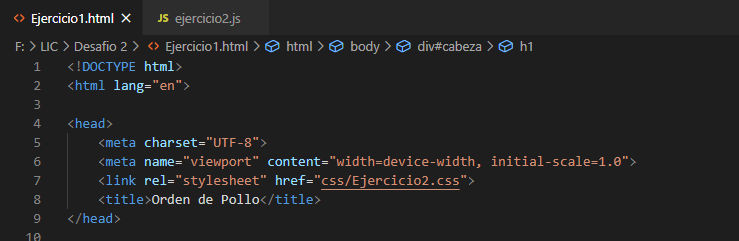 Ejercicio1.html × JS ejercicio2.js
F: > LIC > Desafio 2 > Ejercicio1.html > html > body > div#cabeza > h1
1 <!DOCTYPE html>
2 <html lang="en">
3
4 <head>
5     <meta charset="UTF-8">
6     <meta name="viewport" content="width=device-width, initial-scale=1.0">
7     <link rel="stylesheet" href="css/Ejercicio2.css">
8     <title>Orden de Pollo</title>
9 </head>
10